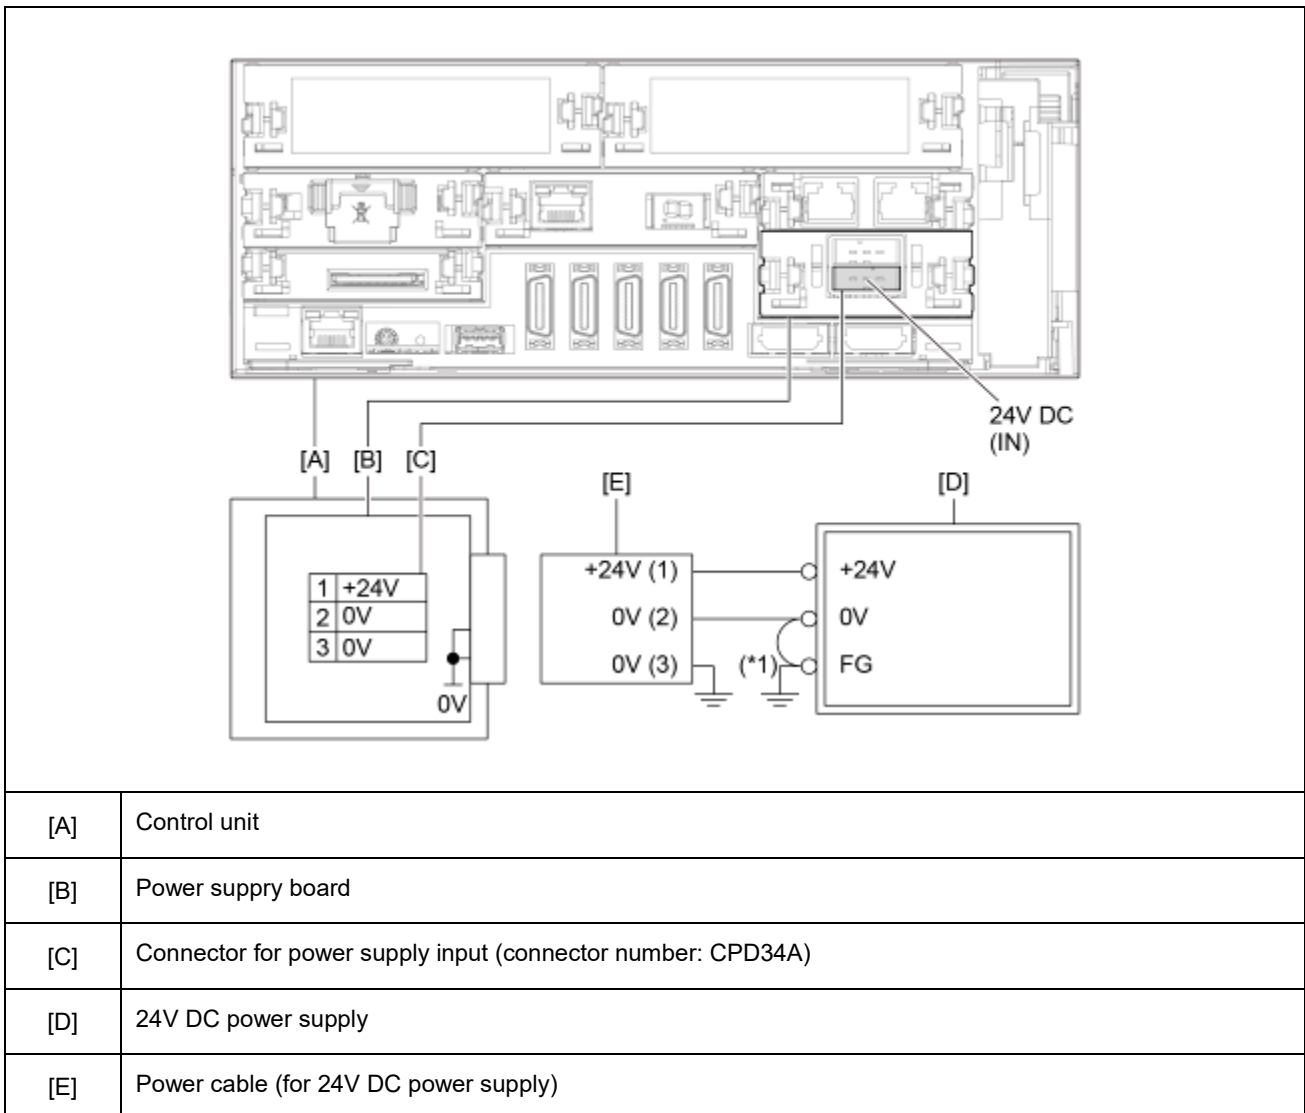 24V DC
(IN)
[A] [B] [C]
[E] [D]
1 +24V
2 0V
3 0V
0V
+24V (1)
0V (2)
0V (3)
(*1)
+24V
0V
FG
[A] Control unit
[B] Power suppry board
[C] Connector for power supply input (connector number: CPD34A)
[D] 24V DC power supply
[E] Power cable (for 24V DC power supply)